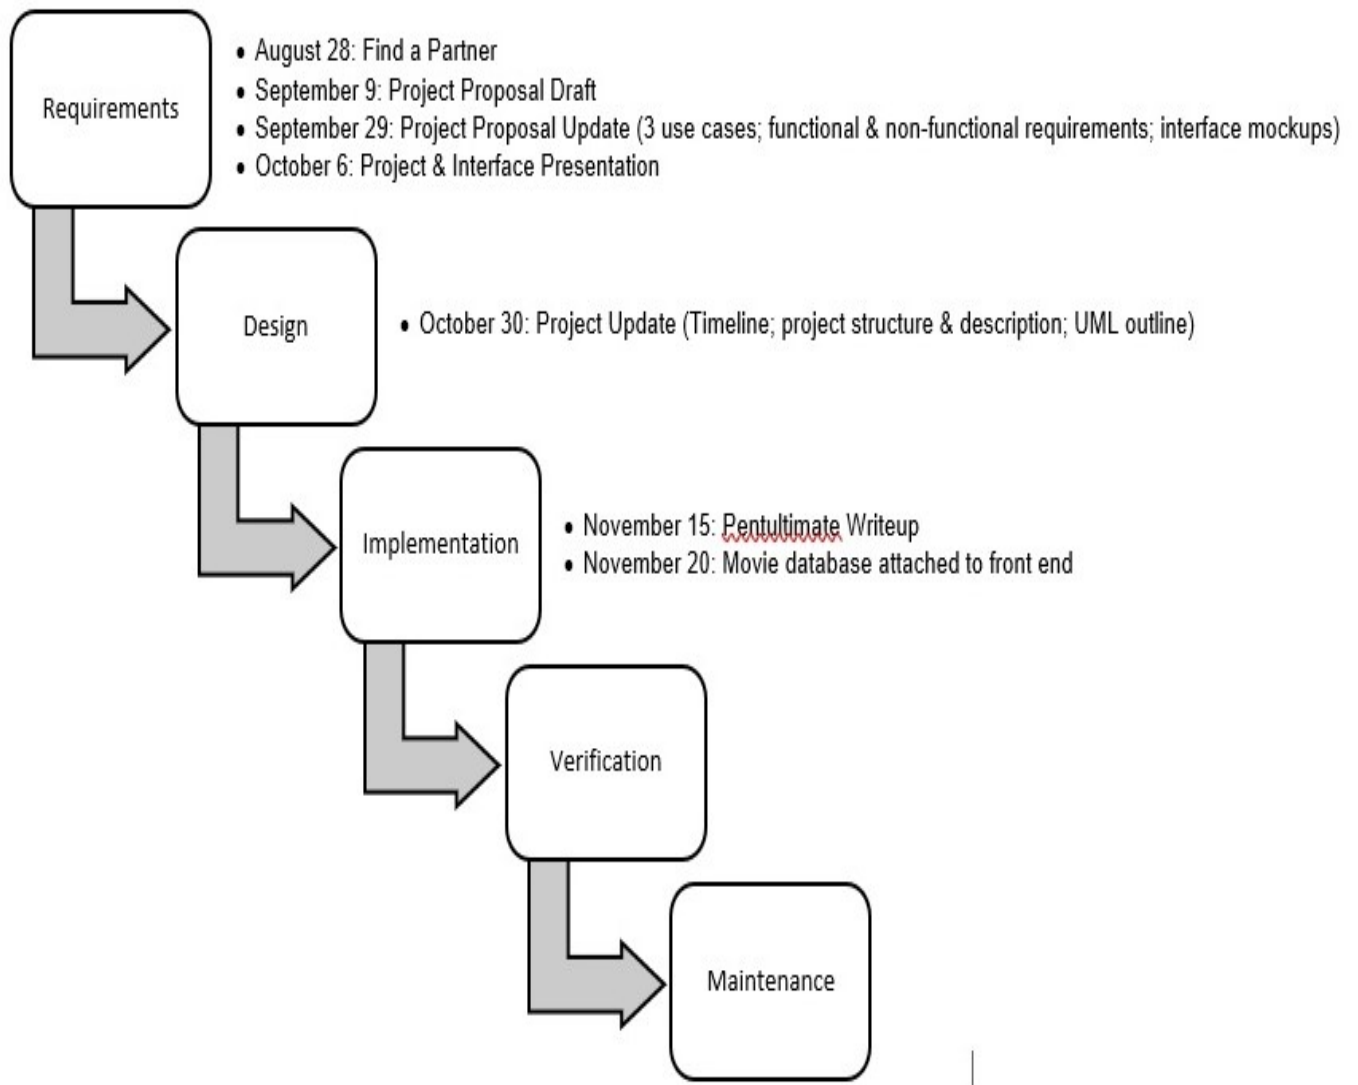 Requirements
• August 28: Find a Partner
• September 9: Project Proposal Draft
• September 29: Project Proposal Update (3 use cases; functional & non-functional requirements; interface mockups)
• October 6: Project & Interface Presentation
Design
• October 30: Project Update (Timeline; project structure & description; UML outline)
Implementation
• November 15: Pentultimate Writeup
• November 20: Movie database attached to front end
Verification
Maintenance